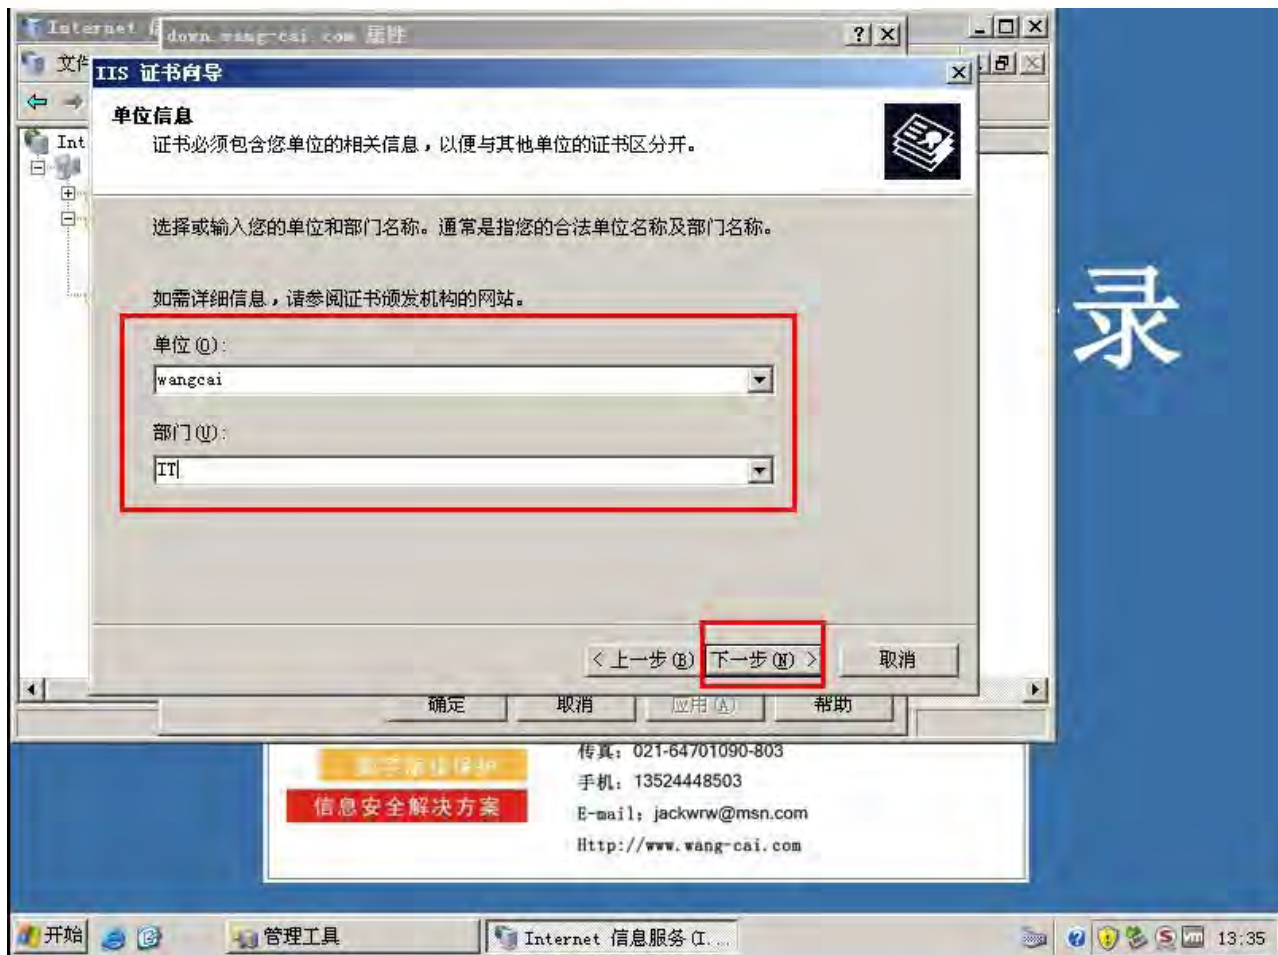 Internet
down.wang-cai.com 属性
文件
IIS 证书向导
单位信息
证书必须包含您单位的相关信息，以便与其他单位的证书区分开。
Int
选择或输入您的单位和部门名称。通常是指您的合法单位名称及部门名称。
如需详细信息，请参阅证书颁发机构的网站。
录
单位(O):
wangcai
部门(U):
IT
< 上一步(B)
下一步(N) >
取消
确定
取消
应用(A)
帮助
传真: 021-64701090-803
手机: 13524448503
信息安全解决方案
E-mail: jackwrw@msn.com
Http://www.wang-cai.com
开始
管理工具
Internet 信息服务(I...
13:35